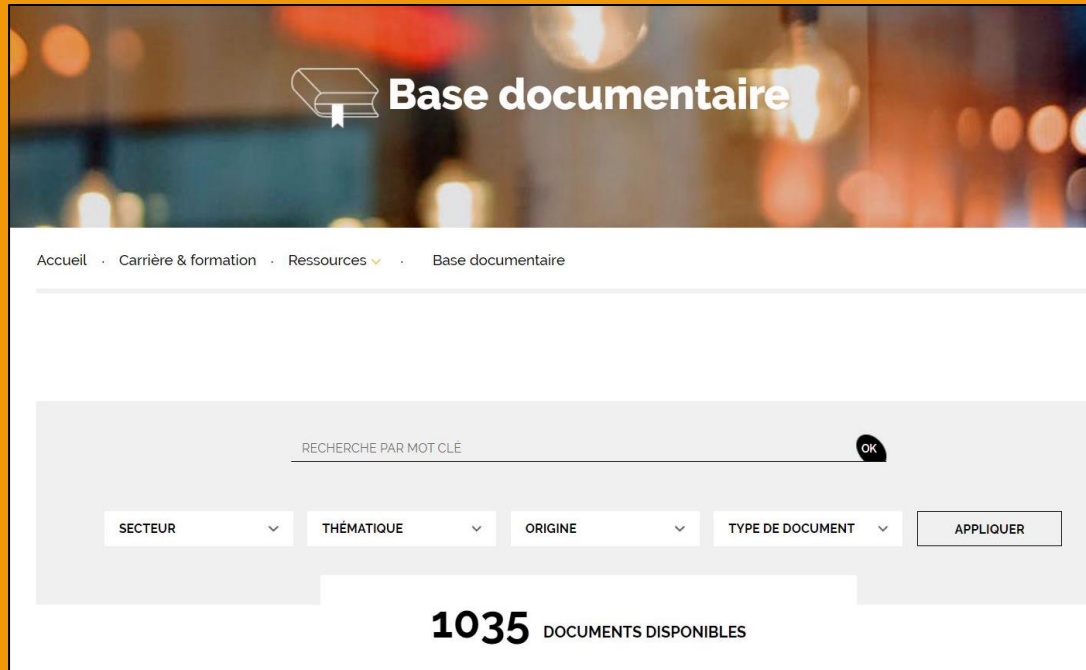 Base documentaire
Accueil · Carrière & formation · Ressources · Base documentaire
RECHERCHE PAR MOT CLÉ OK
SECTEUR THÉMATIQUE ORIGINE TYPE DE DOCUMENT APPLIQUER
1035 DOCUMENTS DISPONIBLES